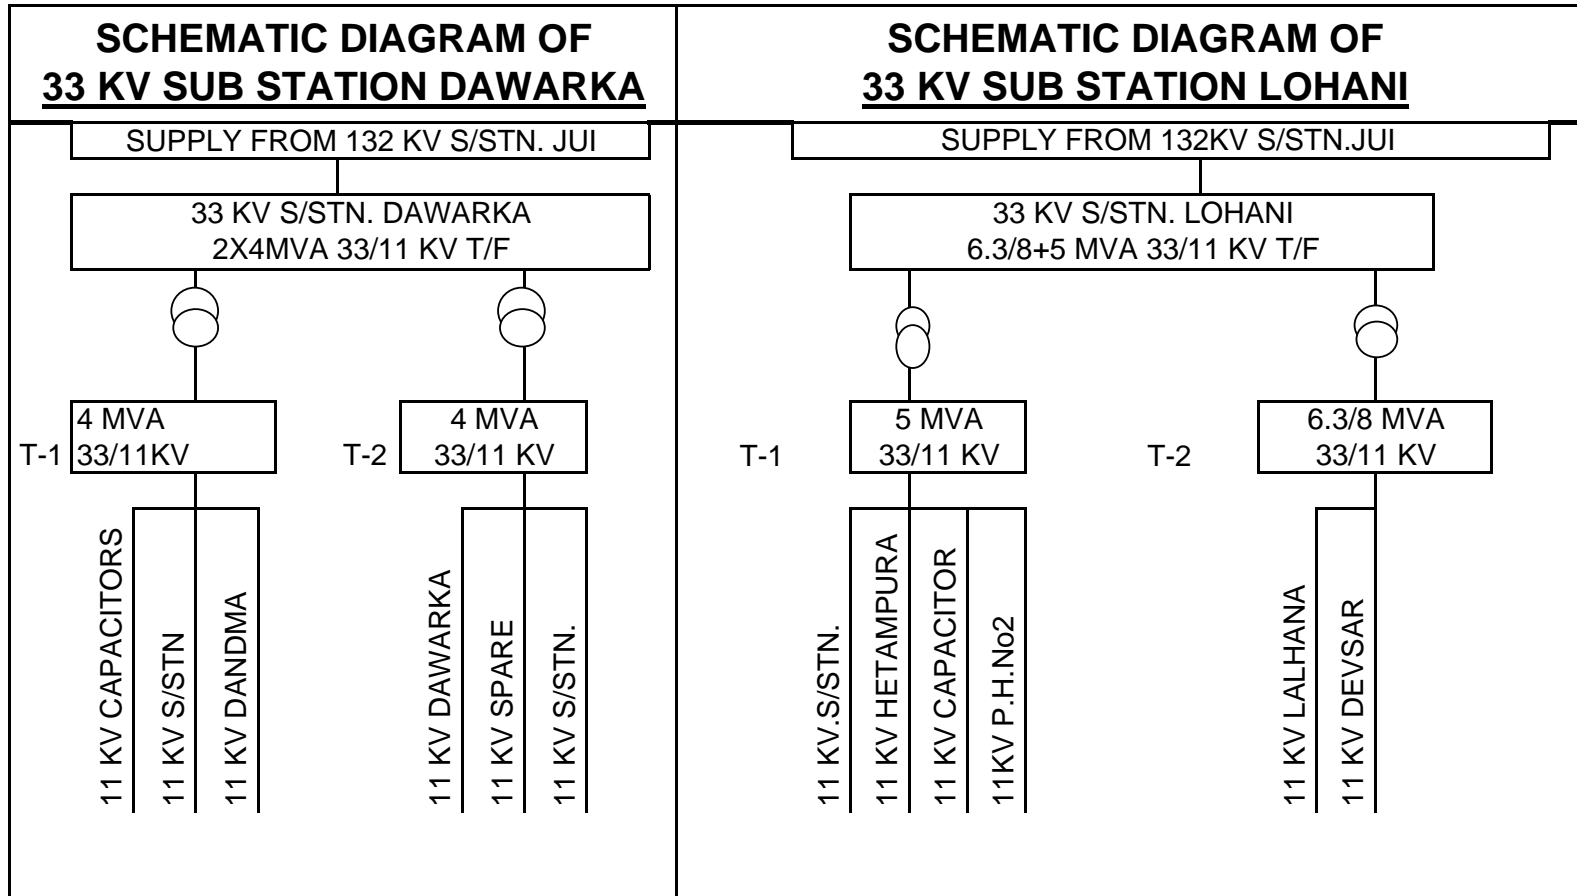 SCHEMATIC DIAGRAM OF
33 KV SUB STATION DAWARKA
SUPPLY FROM 132 KV S/STN. JUI
33 KV S/STN. DAWARKA
2X4MVA 33/11 KV T/F
T-1
4 MVA
33/11KV
T-2
4 MVA
33/11 KV
11 KV CAPACITORS
11 KV S/STN
11 KV DANDMA
11 KV DAWARKA
11 KV SPARE
11 KV S/STN.
SCHEMATIC DIAGRAM OF
33 KV SUB STATION LOHANI
SUPPLY FROM 132KV S/STN.JUI
33 KV S/STN. LOHANI
6.3/8+5 MVA 33/11 KV T/F
T-1
5 MVA
33/11 KV
T-2
6.3/8 MVA
33/11 KV
11 KV.S/STN.
11 KV HETAMPURA
11 KV CAPACITOR
11KV P.H.No2
11 KV LALHANA
11 KV DEVSAR